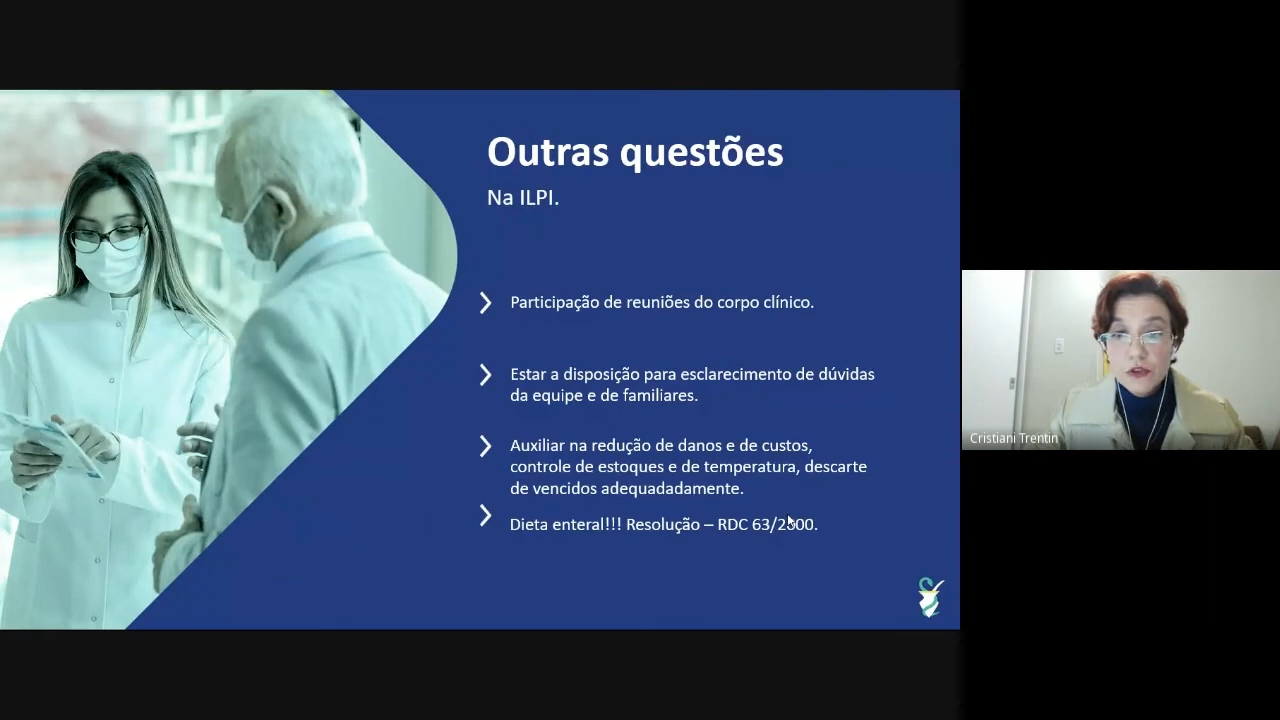 Outras questões
Na ILPI.
Participação de reuniões do corpo clínico.
Estar a disposição para esclarecimento de dúvidas
da equipe e de familiares.
Auxiliar na redução de danos e de custos,
controle de estoques e de temperatura, descarte
de vencidos adequadadamente.
Dieta enteral!!! Resolução – RDC 63/2000.
Cristiani Trentin